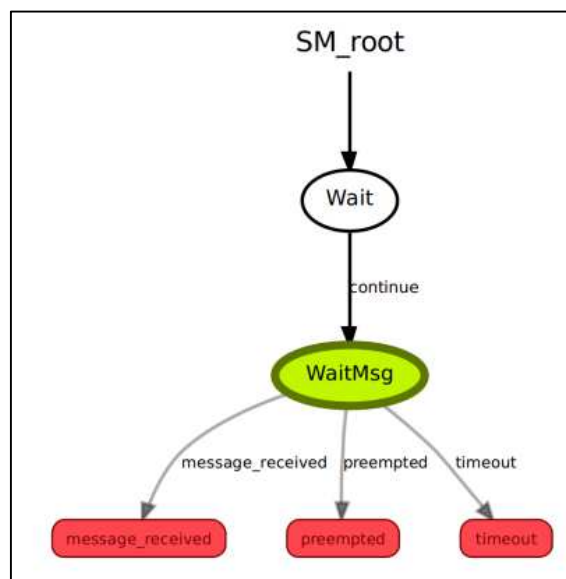 SM_root
Wait
continue
WaitMsg
message_received preempted timeout
message_received preempted timeout